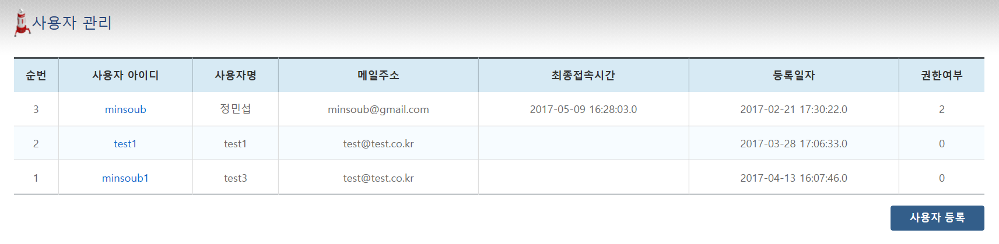 사용자 관리
순번 사용자 아이디 사용자명 메일주소 최종접속시간 등록일자 권한여부
3 minsoub 정민섭 minsoub@gmail.com 2017-05-09 16:28:03.0 2017-02-21 17:30:22.0 2
2 test1 test1 test@test.co.kr 2017-03-28 17:06:33.0 0
1 minsoub1 test3 test@test.co.kr 2017-04-13 16:07:46.0 0
사용자 등록